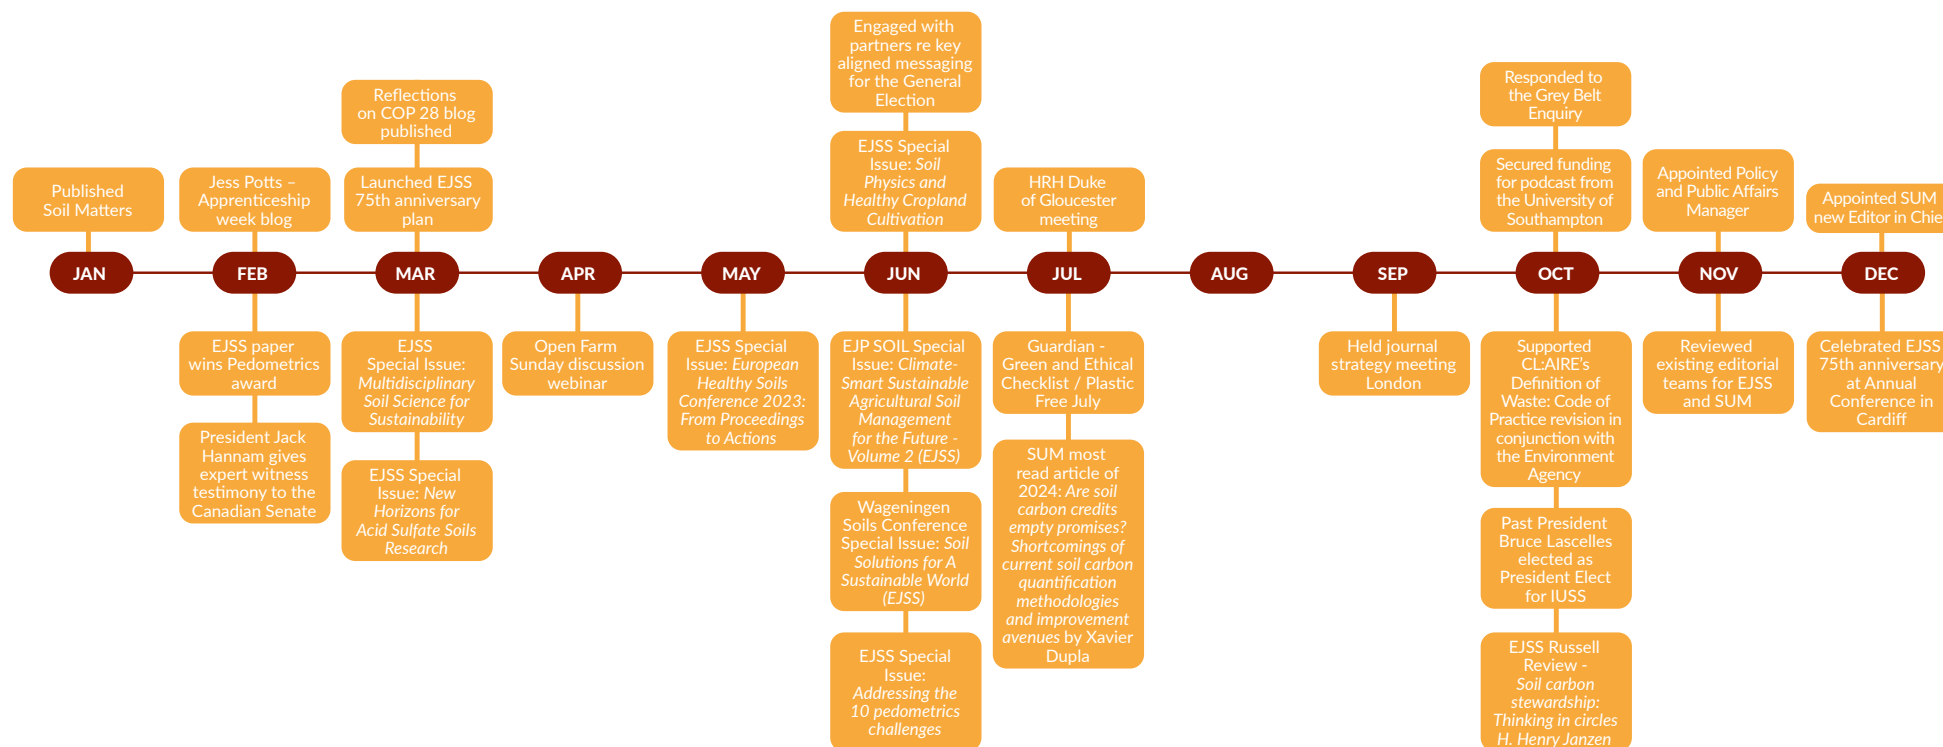 Engaged with
partners re key
aligned messaging
for the General
Election
Responded to
the Grey Belt
Enquiry
Reflections
on COP 28 blog
published
EJSS Special
Issue: Soil
Physics and
Healthy Cropland
Cultivation
Secured funding
for podcast from
the University of
Southampton
Published
Soil Matters
Jess Potts –
Apprenticeship
week blog
Launched EJSS
75th anniversary
plan
HRH Duke
of Gloucester
meeting
Appointed Policy
and Public Affairs
Manager
Appointed SUM
new Editor in Chie
JAN
FEB
MAR
APR
MAY
JUN
JUL
AUG
SEP
OCT
NOV
DEC
EJSS paper
wins Pedometrics
award
President Jack
Hannam gives
expert witness
testimony to the
Canadian Senate
EJSS
Special Issue:
Multidisciplinary
Soil Science for
Sustainability
EJSS Special
Issue: New
Horizons for
Acid Sulfate Soils
Research
Open Farm
Sunday discussion
webinar
EJSS Special
Issue: European
Healthy Soils
Conference 2023:
From Proceedings
to Actions
EJP SOIL Special
Issue: Climate-
Smart Sustainable
Agricultural Soil
Management
for the Future -
Volume 2 (EJSS)
Wageningen
Soils Conference
Special Issue: Soil
Solutions for A
Sustainable World
(EJSS)
EJSS Special
Issue:
Addressing the
10 pedometrics
challenges
Guardian -
Green and Ethical
Checklist / Plastic
Free July
SUM most
read article of
2024: Are soil
carbon credits
empty promises?
Shortcomings of
current soil carbon
quantification
methodologies
and improvement
avenues by Xavier
Dupla
Held journal
strategy meeting
London
Supported
CL:AIRE's
Definition of
Waste: Code of
Practice revision in
conjunction with
the Environment
Agency
Past President
Bruce Lascelles
elected as
President Elect
for IUSS
EJSS Russell
Review -
Soil carbon
stewardship:
Thinking in circles
H. Henry Janzen
Reviewed
existing editorial
teams for EJSS
and SUM
Celebrated EJSS
75th anniversary
at Annual
Conference in
Cardiff